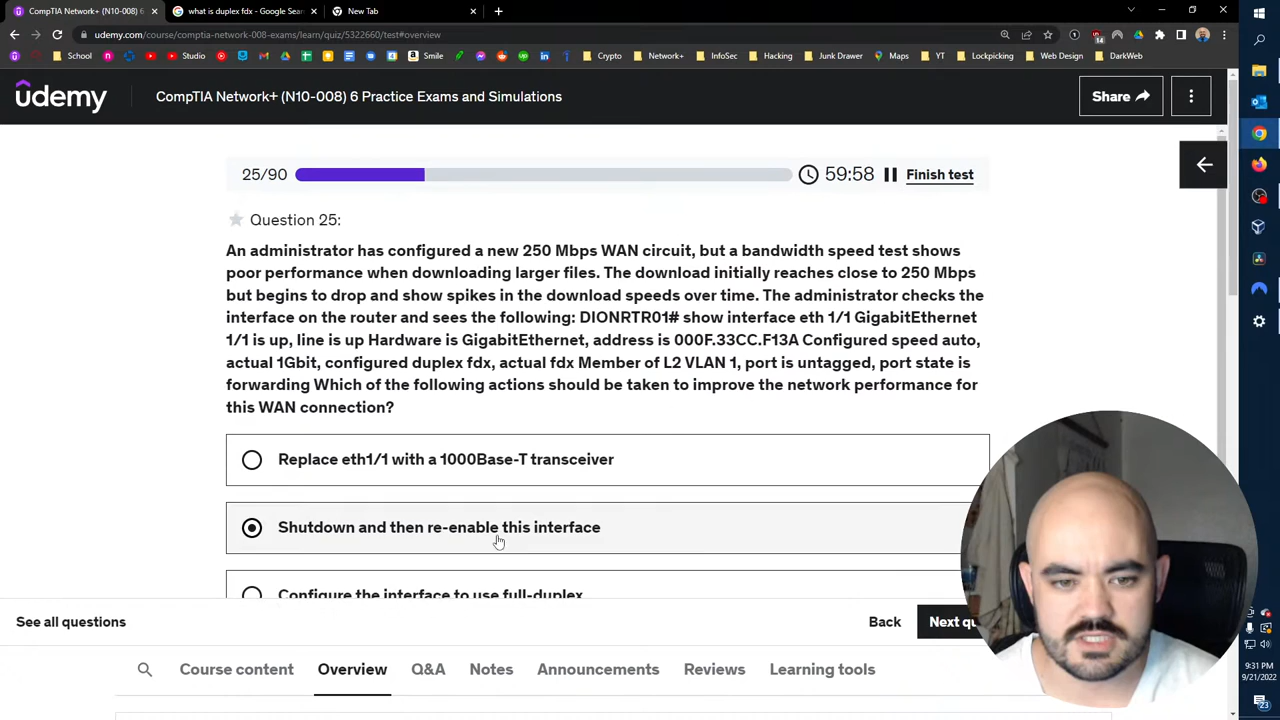 CompTIA Network+ (N10-008) 6
what is duplex fdx - Google Sear
New Tab
udemy.com/course/comptia-network-008-exams/learn/quiz/5322660/test#overview
School
Studio
Smile
Crypto
Network+
InfoSec
Hacking
Junk Drawer
Maps
YT
Lockpicking
Web Design
DarkWeb
udemy
CompTIA Network+ (N10-008) 6 Practice Exams and Simulations
Share
25/90
59:58
Finish test
Question 25:
An administrator has configured a new 250 Mbps WAN circuit, but a bandwidth speed test shows
poor performance when downloading larger files. The download initially reaches close to 250 Mbps
but begins to drop and show spikes in the download speeds over time. The administrator checks the
interface on the router and sees the following: DIONRTR01# show interface eth 1/1 GigabitEthernet
1/1 is up, line is up Hardware is GigabitEthernet, address is 000F.33CC.F13A Configured speed auto,
actual 1Gbit, configured duplex fdx, actual fdx Member of L2 VLAN 1, port is untagged, port state is
forwarding Which of the following actions should be taken to improve the network performance for
this WAN connection?
Replace eth1/1 with a 1000Base-T transceiver
Shutdown and then re-enable this interface
Configure the interface to use full-duplex
See all questions
Back
Next qu
Course content
Overview
Q&A
Notes
Announcements
Reviews
Learning tools
9:31 PM
9/21/2022
23